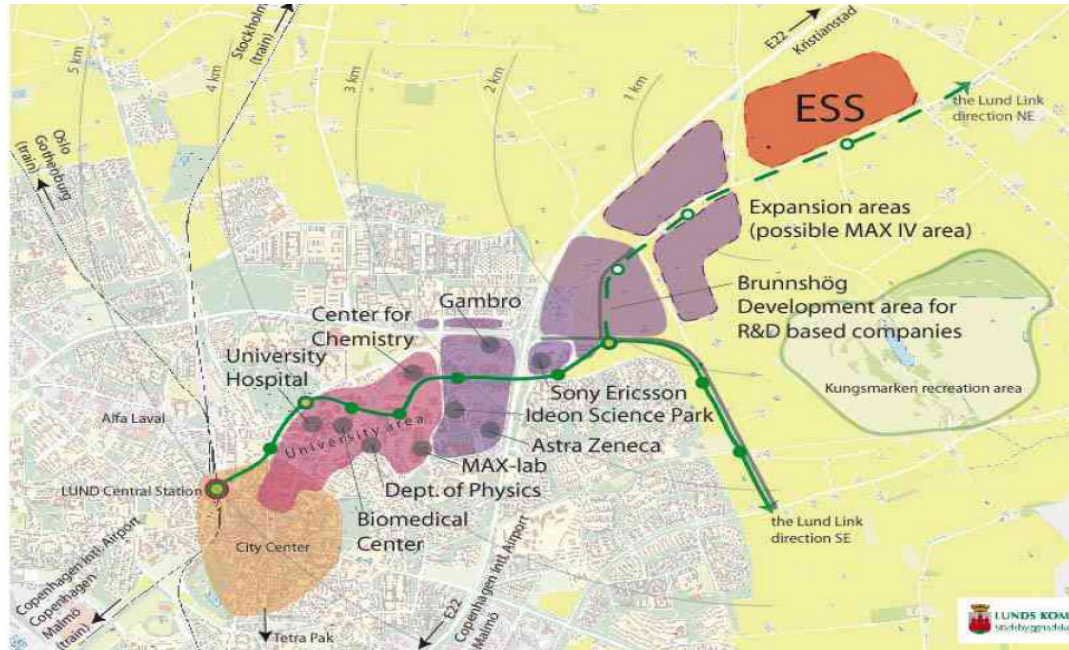 Stockholm
(train)
E22
Kristianstad
5 km
4 km
3 km
2 km
1 km
ESS
the Lund Link
direction NE
Oslo
Gothenburg
(train)
Expansion areas
(possible MAX IV area)
Gambro
Brunnshög
Development area for
R&D based companies
Center for
Chemistry
University
Hospital
Kungsmarken recreation area
Alfa Laval
Sony Ericsson
Ideon Science Park
University area
Astra Zeneca
MAX-lab
LUND Central Station
Dept. of Physics
Biomedical
Center
the Lund Link
direction SE
City Center
Copenhagen Intl. Airport
Copenhagen
Malmö
(train)
E22
Copenhagen Intl. Airport
Malmö
Tetra Pak
LUNDS KOM